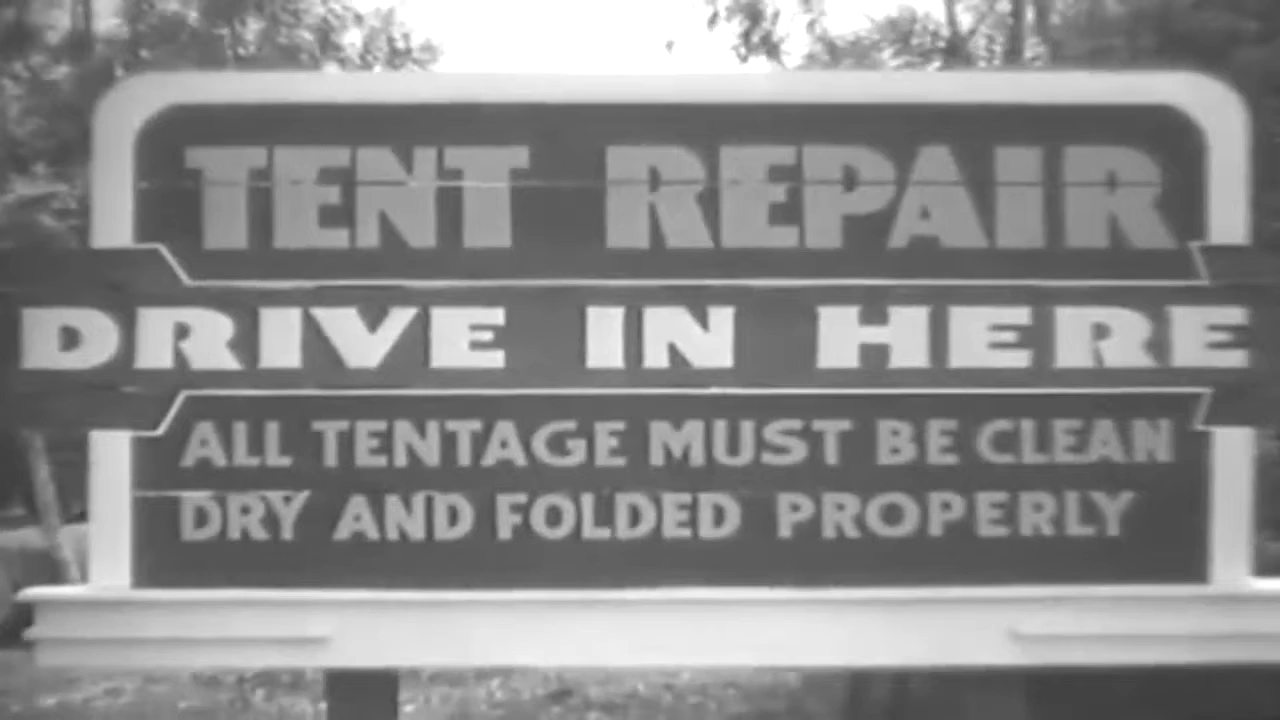 TENT REPAIR
DRIVE IN HERE
ALL TENTAGE MUST BE CLEAN
DRY AND FOLDED PROPERLY